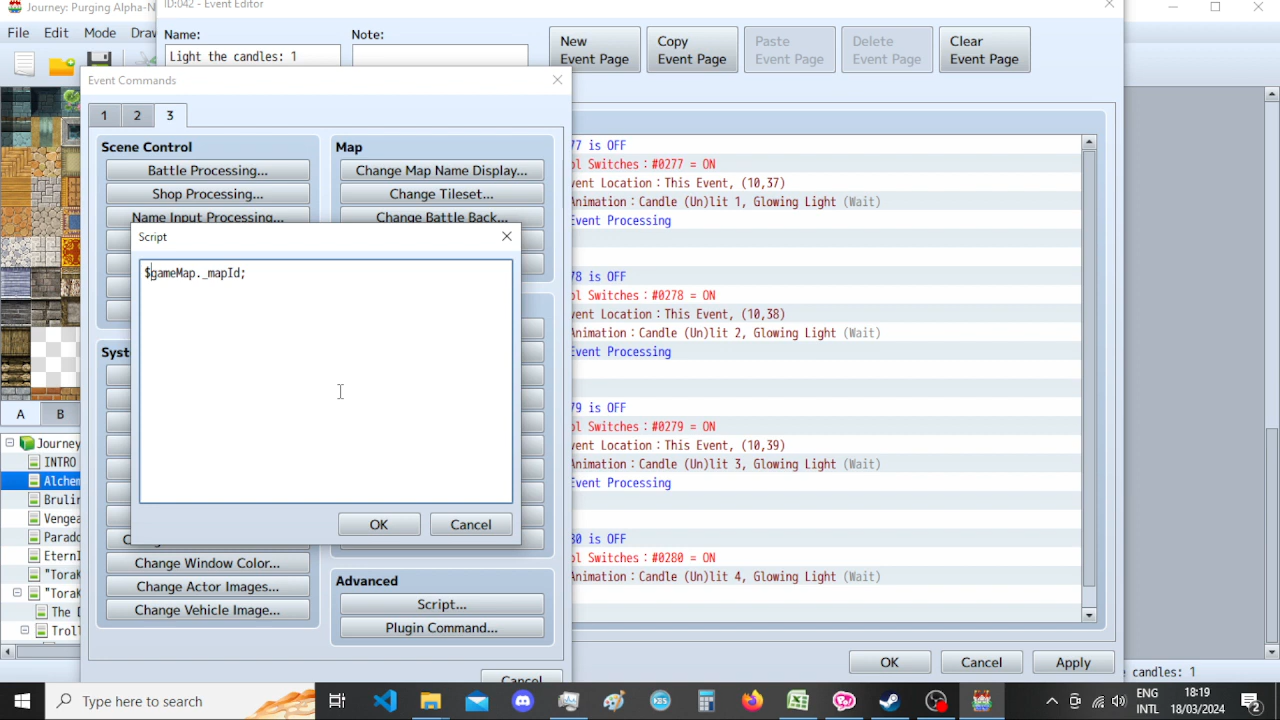 Journey: Purging Alpha-N
ID:042 - Event Editor
File Edit Mode Draw
Name:
Note:
Light the candles: 1
New
Event Page
Copy
Event Page
Paste
Event Page
Delete
Event Page
Clear
Event Page
Event Commands
1 2 3
Scene Control
Map
Battle Processing...
Change Map Name Display...
Shop Processing...
Change Tileset...
Name Input Processing...
Change Battle Back...
Script
$gameMap._mapId;
OK
Cancel
Syst
Change Window Color...
Change Actor Images...
Change Vehicle Image...
Advanced
Script...
Plugin Command...
Cancel
77 is OFF
ol Switches：#0277 = ON
vent Location：This Event, (10,37)
Animation：Candle (Un)lit 1, Glowing Light (Wait)
Event Processing
78 is OFF
ol Switches：#0278 = ON
vent Location：This Event, (10,38)
Animation：Candle (Un)lit 2, Glowing Light (Wait)
Event Processing
79 is OFF
ol Switches：#0279 = ON
vent Location：This Event, (10,39)
Animation：Candle (Un)lit 3, Glowing Light (Wait)
Event Processing
80 is OFF
ol Switches：#0280 = ON
Animation：Candle (Un)lit 4, Glowing Light (Wait)
OK
Cancel
Apply
A B
Journey
INTRO
Alchem
Brulin
Vengea
Parado
EternI
"ToraK
"ToraK
The D
Troll
e candles: 1
Type here to search
ENG
INTL
18:19
18/03/2024
2